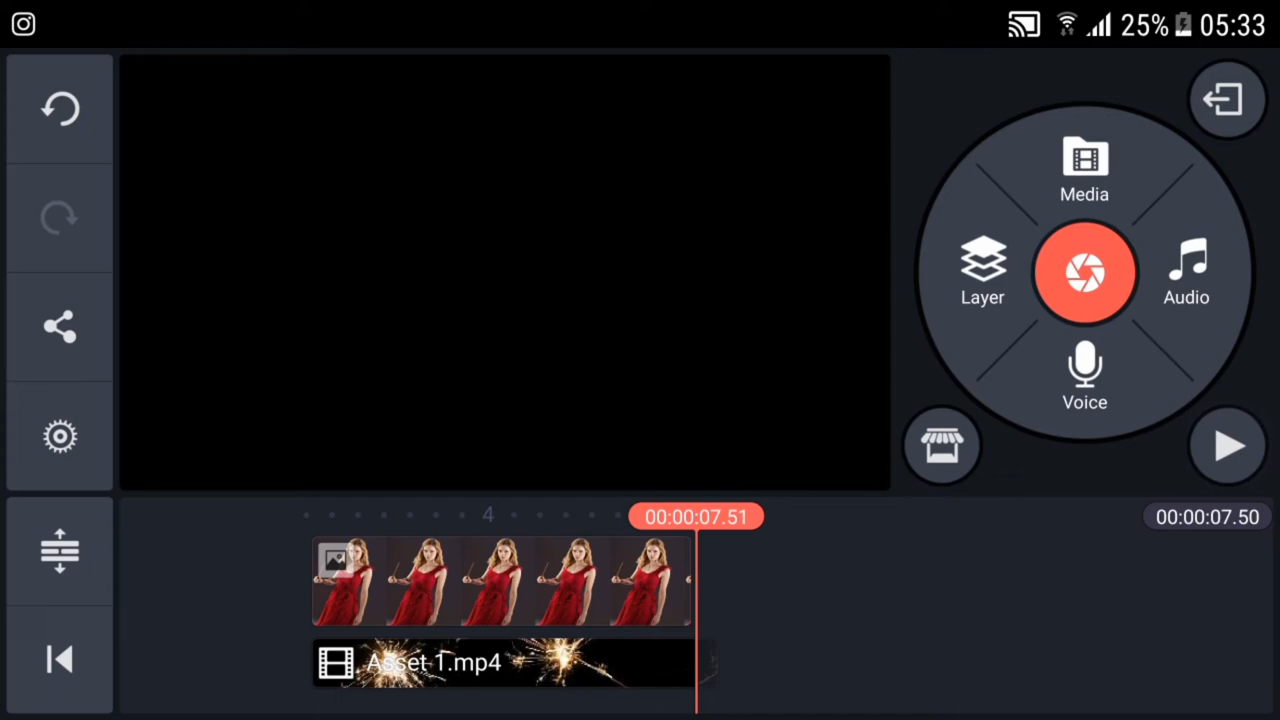 25% 05:33
Media
Layer
Audio
Voice
4
00:00:07.51
00:00:07.50
Asset 1.mp4